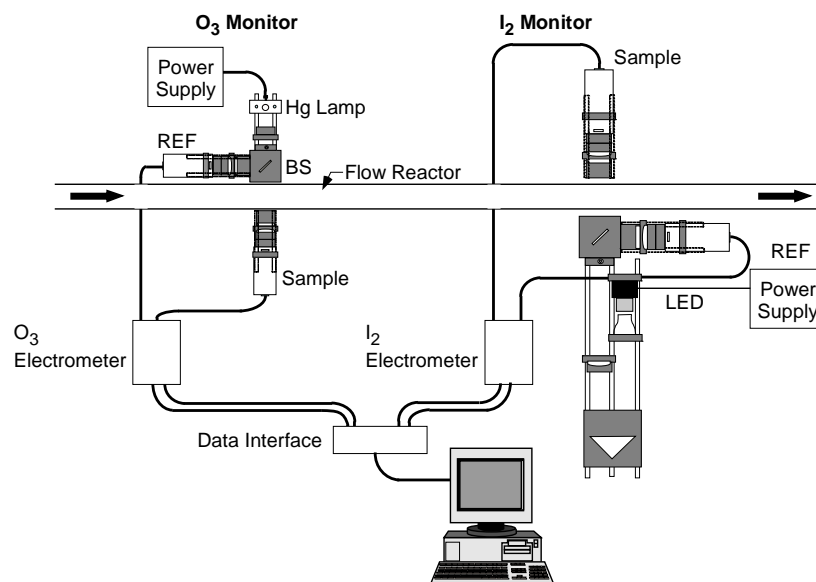 O3 Monitor
I2 Monitor
Power
Supply
Sample
Hg Lamp
REF
BS
Flow Reactor
Sample
REF
LED
Power
Supply
O3
Electrometer
I2
Electrometer
Data Interface